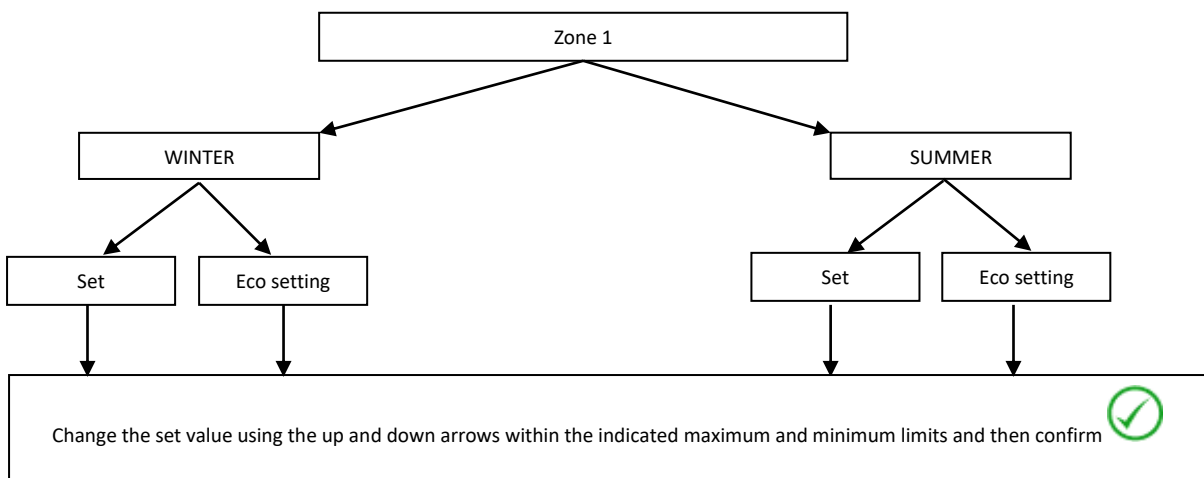 Zone 1
WINTER
SUMMER
Set
Eco setting
Set
Eco setting
Change the set value using the up and down arrows within the indicated maximum and minimum limits and then confirm